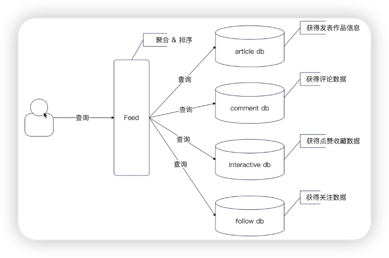 聚合 & 排序
获得发表作品信息
article db
查询
获得评论数据
查询
comment db
查询
Feed
获得点赞收藏数据
查询
interactive db
查询
获得关注数据
follow db